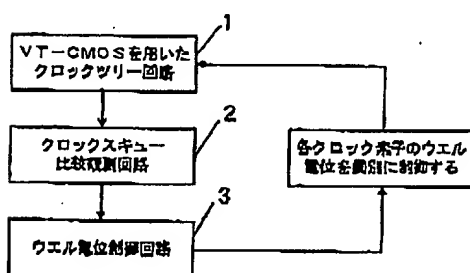 1
VT-CMOSを用いた
クロックツリー回路
2
クロックスキュー
比較観測回路
3
ウエル電位制御回路
各クロック素子のウエル
電位を個別に制御する